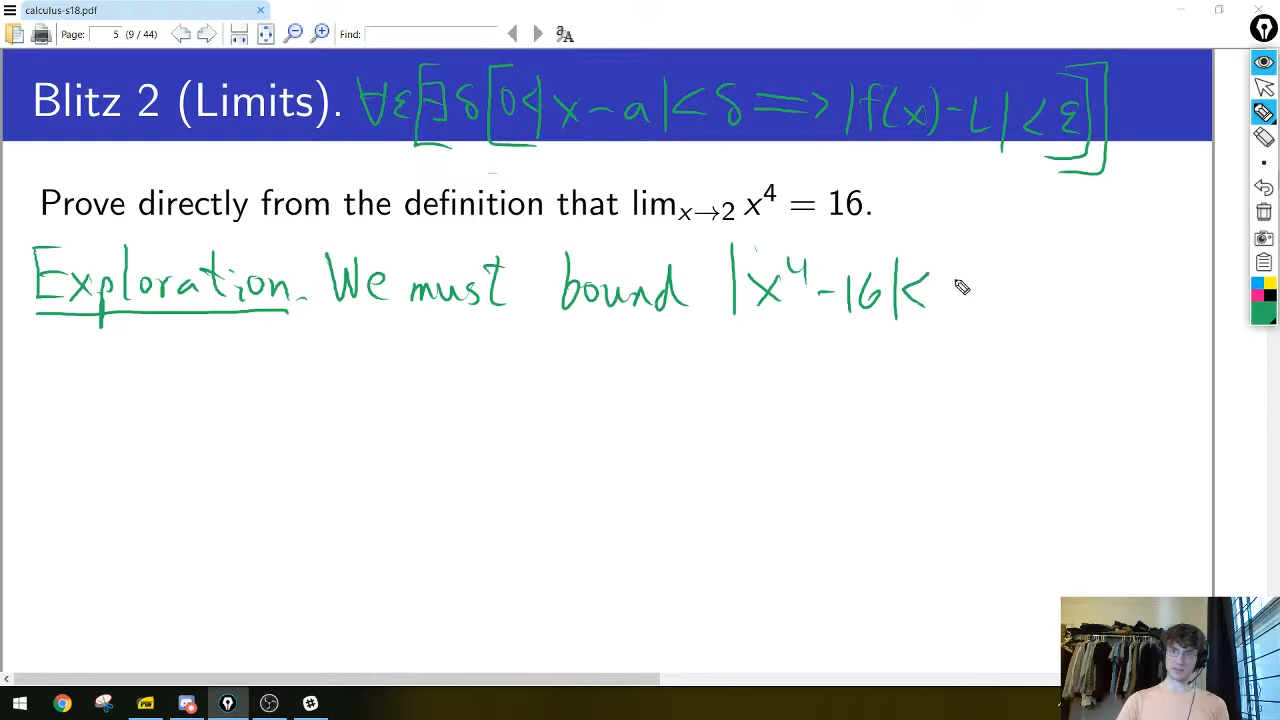 calculus-s18.pdf
Page: 5 (9 / 44) Find:
Blitz 2 (Limits). ∀ε[∃δ[0<|x-a|<δ⟹|f(x)-L|<ε]]
Prove directly from the definition that lim_{x→2} x^4 = 16.
Exploration. We must bound |x^4-16|<